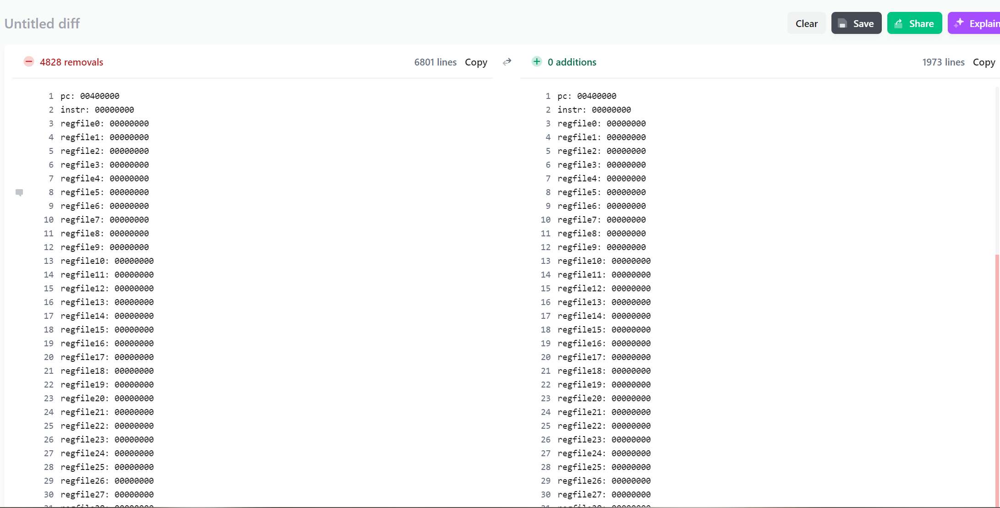 Untitled diff
Clear
Save
Share
Explain
4828 removals
6801 lines Copy
0 additions
1973 lines Copy
1 pc: 00400000
2 instr: 00000000
3 regfile0: 00000000
4 regfile1: 00000000
5 regfile2: 00000000
6 regfile3: 00000000
7 regfile4: 00000000
8 regfile5: 00000000
9 regfile6: 00000000
10 regfile7: 00000000
11 regfile8: 00000000
12 regfile9: 00000000
13 regfile10: 00000000
14 regfile11: 00000000
15 regfile12: 00000000
16 regfile13: 00000000
17 regfile14: 00000000
18 regfile15: 00000000
19 regfile16: 00000000
20 regfile17: 00000000
21 regfile18: 00000000
22 regfile19: 00000000
23 regfile20: 00000000
24 regfile21: 00000000
25 regfile22: 00000000
26 regfile23: 00000000
27 regfile24: 00000000
28 regfile25: 00000000
29 regfile26: 00000000
30 regfile27: 00000000
1 pc: 00400000
2 instr: 00000000
3 regfile0: 00000000
4 regfile1: 00000000
5 regfile2: 00000000
6 regfile3: 00000000
7 regfile4: 00000000
8 regfile5: 00000000
9 regfile6: 00000000
10 regfile7: 00000000
11 regfile8: 00000000
12 regfile9: 00000000
13 regfile10: 00000000
14 regfile11: 00000000
15 regfile12: 00000000
16 regfile13: 00000000
17 regfile14: 00000000
18 regfile15: 00000000
19 regfile16: 00000000
20 regfile17: 00000000
21 regfile18: 00000000
22 regfile19: 00000000
23 regfile20: 00000000
24 regfile21: 00000000
25 regfile22: 00000000
26 regfile23: 00000000
27 regfile24: 00000000
28 regfile25: 00000000
29 regfile26: 00000000
30 regfile27: 00000000